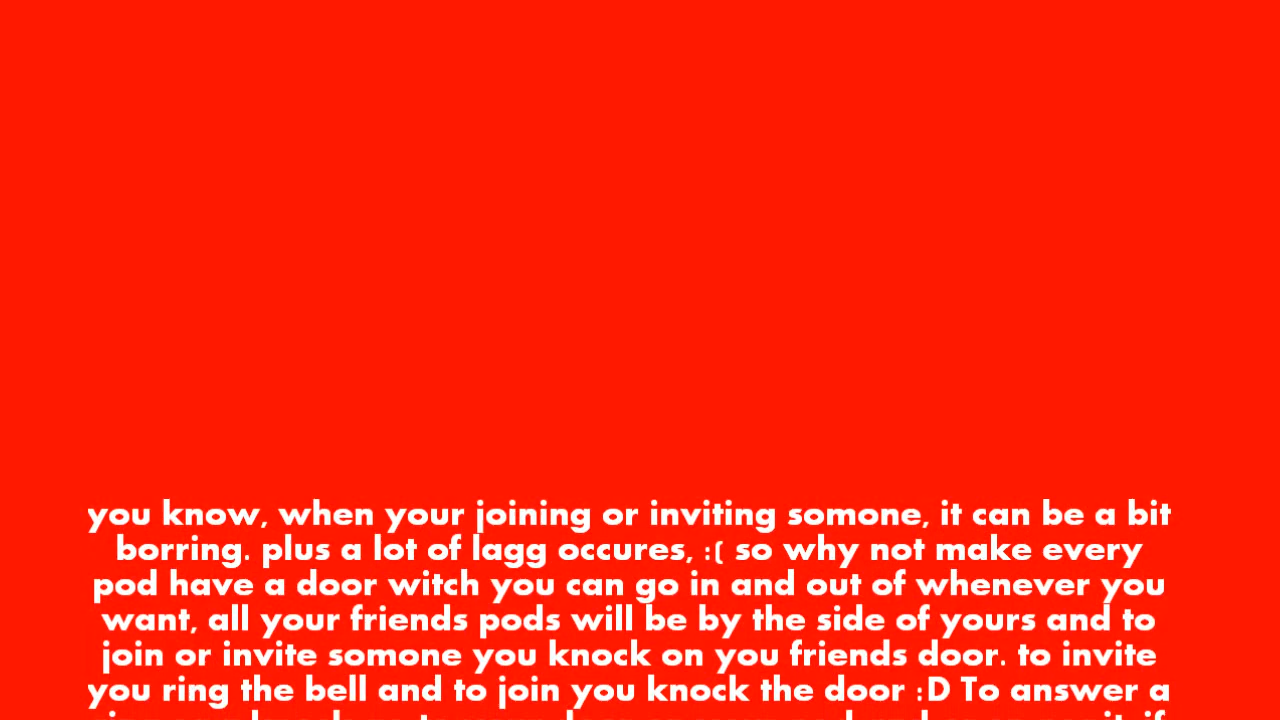 you know, when your joining or inviting somone, it can be a bit
borring. plus a lot of lagg occures, :( so why not make every
pod have a door witch you can go in and out of whenever you
want, all your friends pods will be by the side of yours and to
join or invite somone you knock on you friends door. to invite
you ring the bell and to join you knock the door :D To answer a